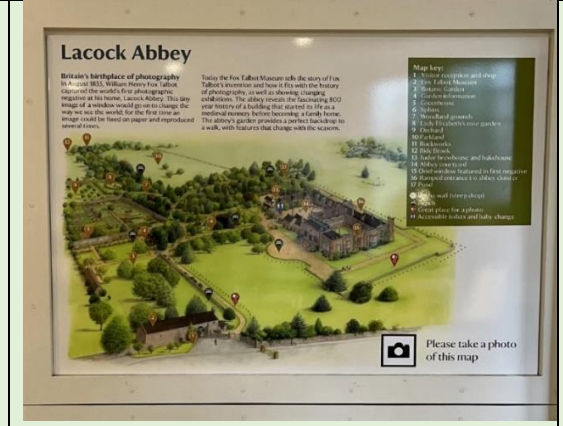 Lacock Abbey
Britain's birthplace of photography
In August 1835, William Henry Fox Talbot
captured the world's first photographic
negative at his home, Lacock Abbey. This tiny
image of a window would go on to change the
way we see the world; for the first time an
image could be fixed on paper and reproduced
several times.
Today the Fox Talbot Museum tells the story of Fox
Talbot's invention and how it fits with the history
of photography, as well as showing changing
exhibitions. The abbey reveals the fascinating 800
year history of a building that started its life as a
medieval nunnery before becoming a family home.
The abbey's garden provides a perfect backdrop to
a walk, with features that change with the seasons.
Map key:
1 Visitor reception and shop
2 Fox Talbot Museum
3 Botanic Garden
4 Garden information
5 Greenhouse
6 Sphinx
7 Woodland grounds
8 Lady Elizabeth's rose garden
9 Orchard
10 Parkland
11 Rockworks
12 Bide Brook
13 Tudor brewhouse and bakehouse
14 Abbey courtyard
15 Oriel window featured in first negative
16 Ramped entrance to abbey cloister
17 Pond
wall (steep drop)
Great place for a photo
Accessible toilets and baby change
Please take a photo
of this map